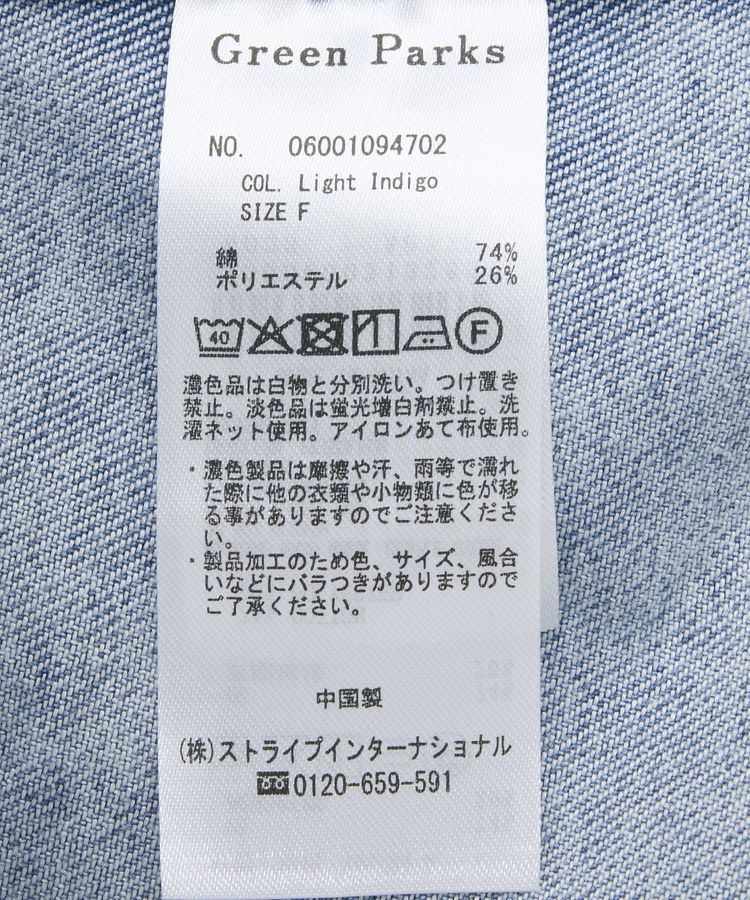 Green Parks
NO. 06001094702
COL. Light Indigo
SIZE F
綿 74%
ポリエステル 26%
40 F
濃色品は白物と分別洗い。つけ置き
禁止。淡色品は蛍光増白剤禁止。洗
濯ネット使用。アイロンあて布使用。
・濃色製品は摩擦や汗、雨等で濡れ
た際に他の衣類や小物類に色が移
る事がありますのでご注意くださ
い。
・製品加工のため色、サイズ、風合
いなどにバラつきがありますので
ご了承ください。
中国製
(株)ストライプインターナショナル
0120-659-591